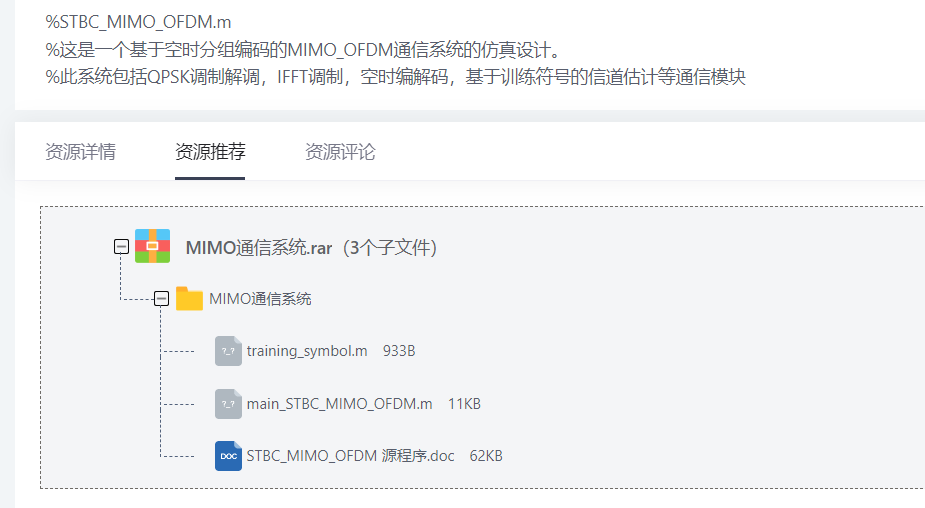 %STBC_MIMO_OFDM.m
%这是一个基于空时分组编码的MIMO_OFDM通信系统的仿真设计。
%此系统包括QPSK调制解调，IFFT调制，空时编解码，基于训练符号的信道估计等通信模块
资源详情 资源推荐 资源评论
MIMO通信系统.rar（3个子文件）
MIMO通信系统
?_? training_symbol.m 933B
?_? main_STBC_MIMO_OFDM.m 11KB
DOC STBC_MIMO_OFDM 源程序.doc 62KB